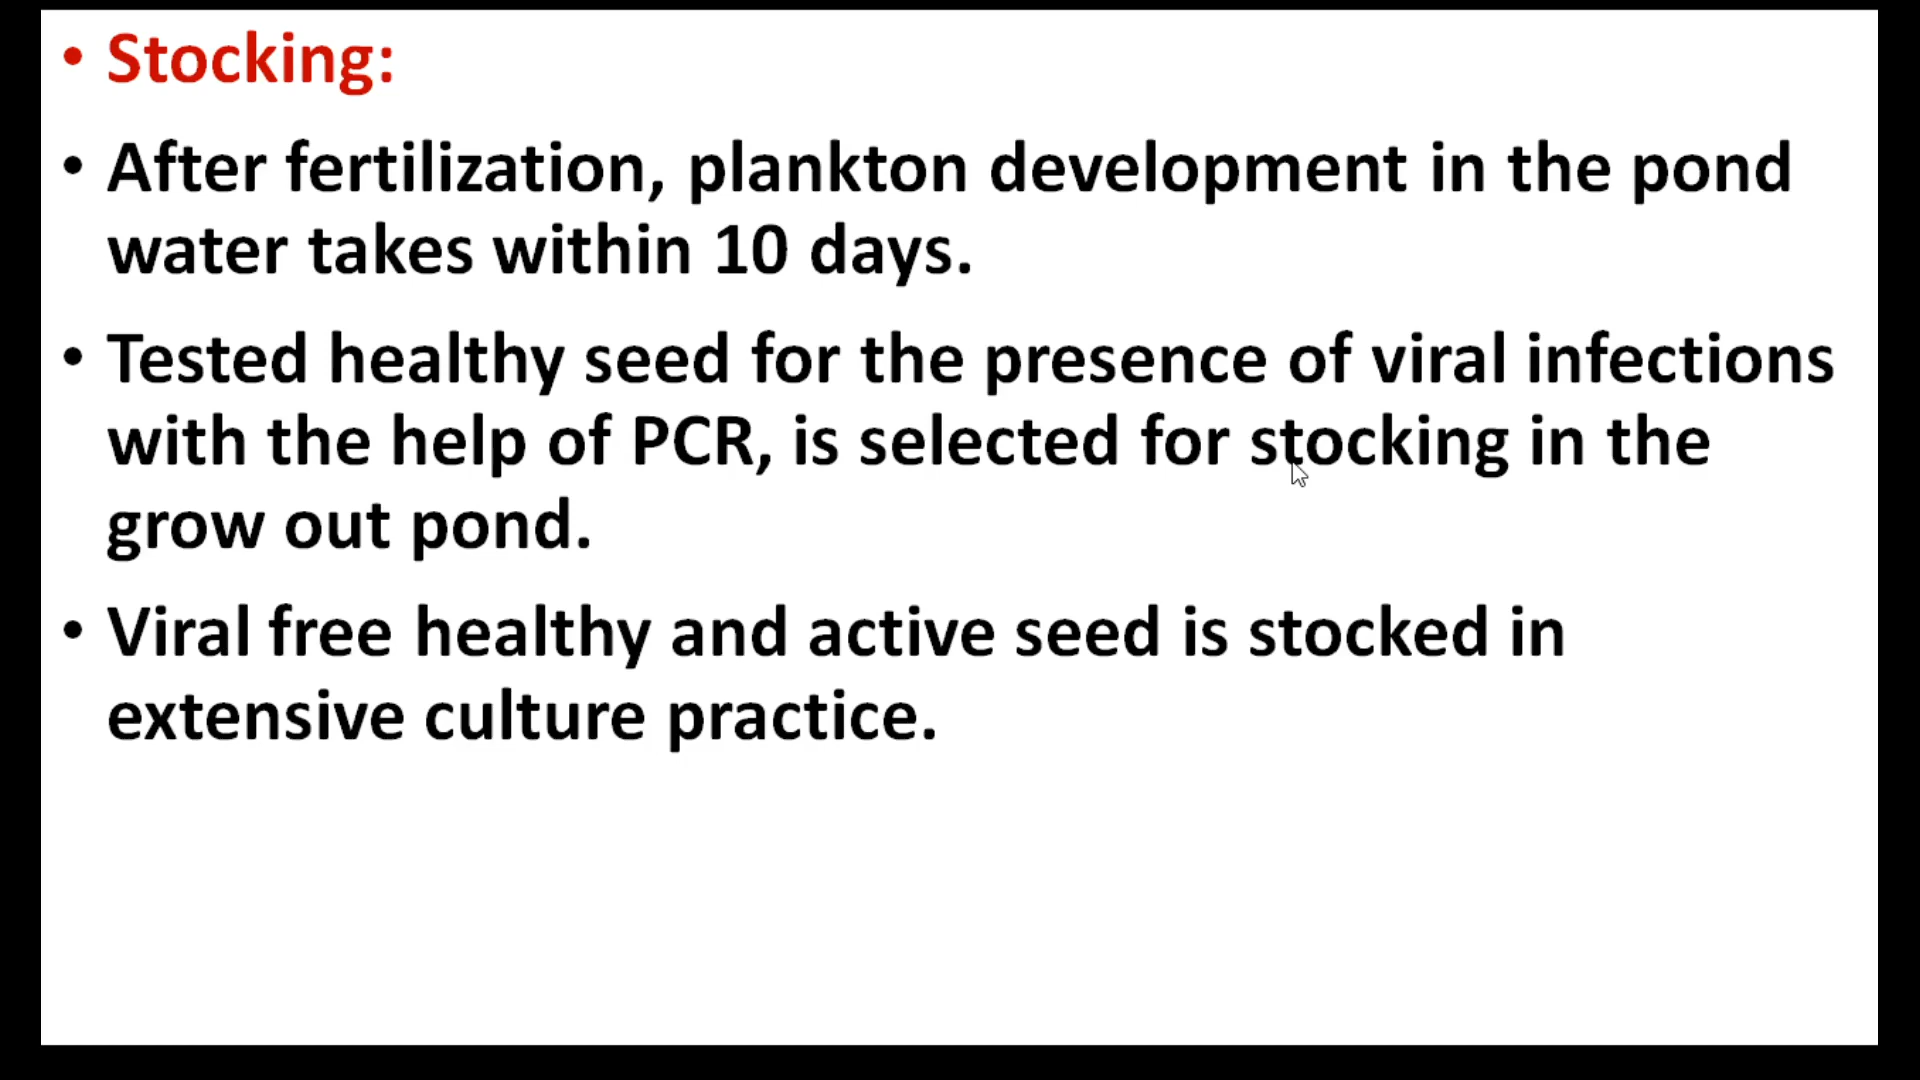 • Stocking:
• After fertilization, plankton development in the pond
water takes within 10 days.
• Tested healthy seed for the presence of viral infections
with the help of PCR, is selected for stocking in the
grow out pond.
• Viral free healthy and active seed is stocked in
extensive culture practice.